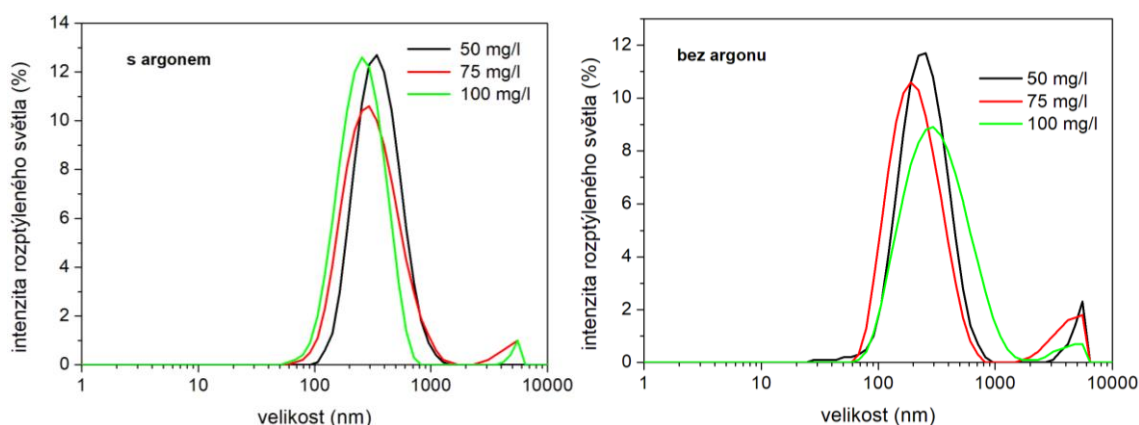 14
12
10
8
6
4
2
0
intenzita rozptýleného světla (%)
s argonem
50 mg/l
75 mg/l
100 mg/l
1
10
100
1000
10000
velikost (nm)
12
10
8
6
4
2
0
intenzita rozptýleného světla (%)
bez argonu
50 mg/l
75 mg/l
100 mg/l
1
10
100
1000
10000
velikost (nm)